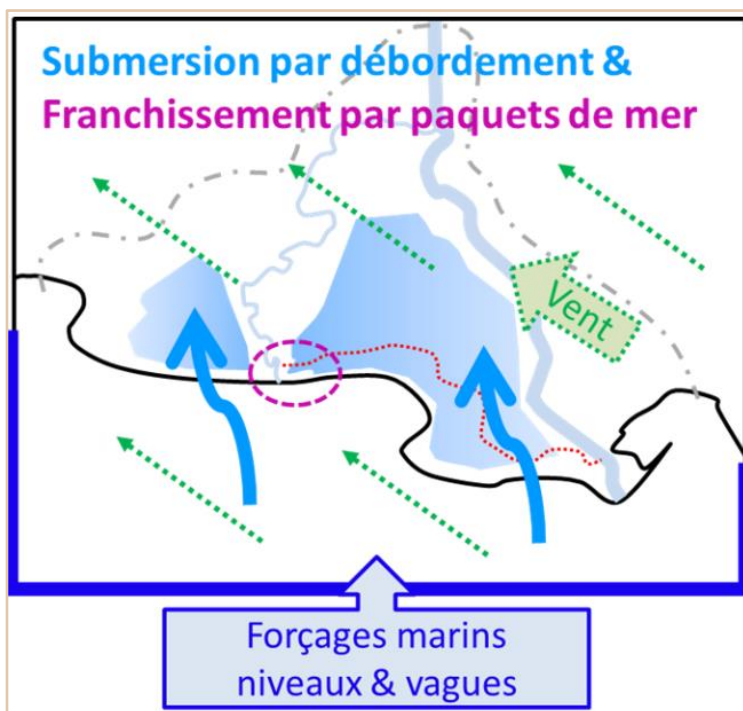 Submersion par débordement &
Franchissement par paquets de mer
Vent
Forçages marins
niveaux & vagues